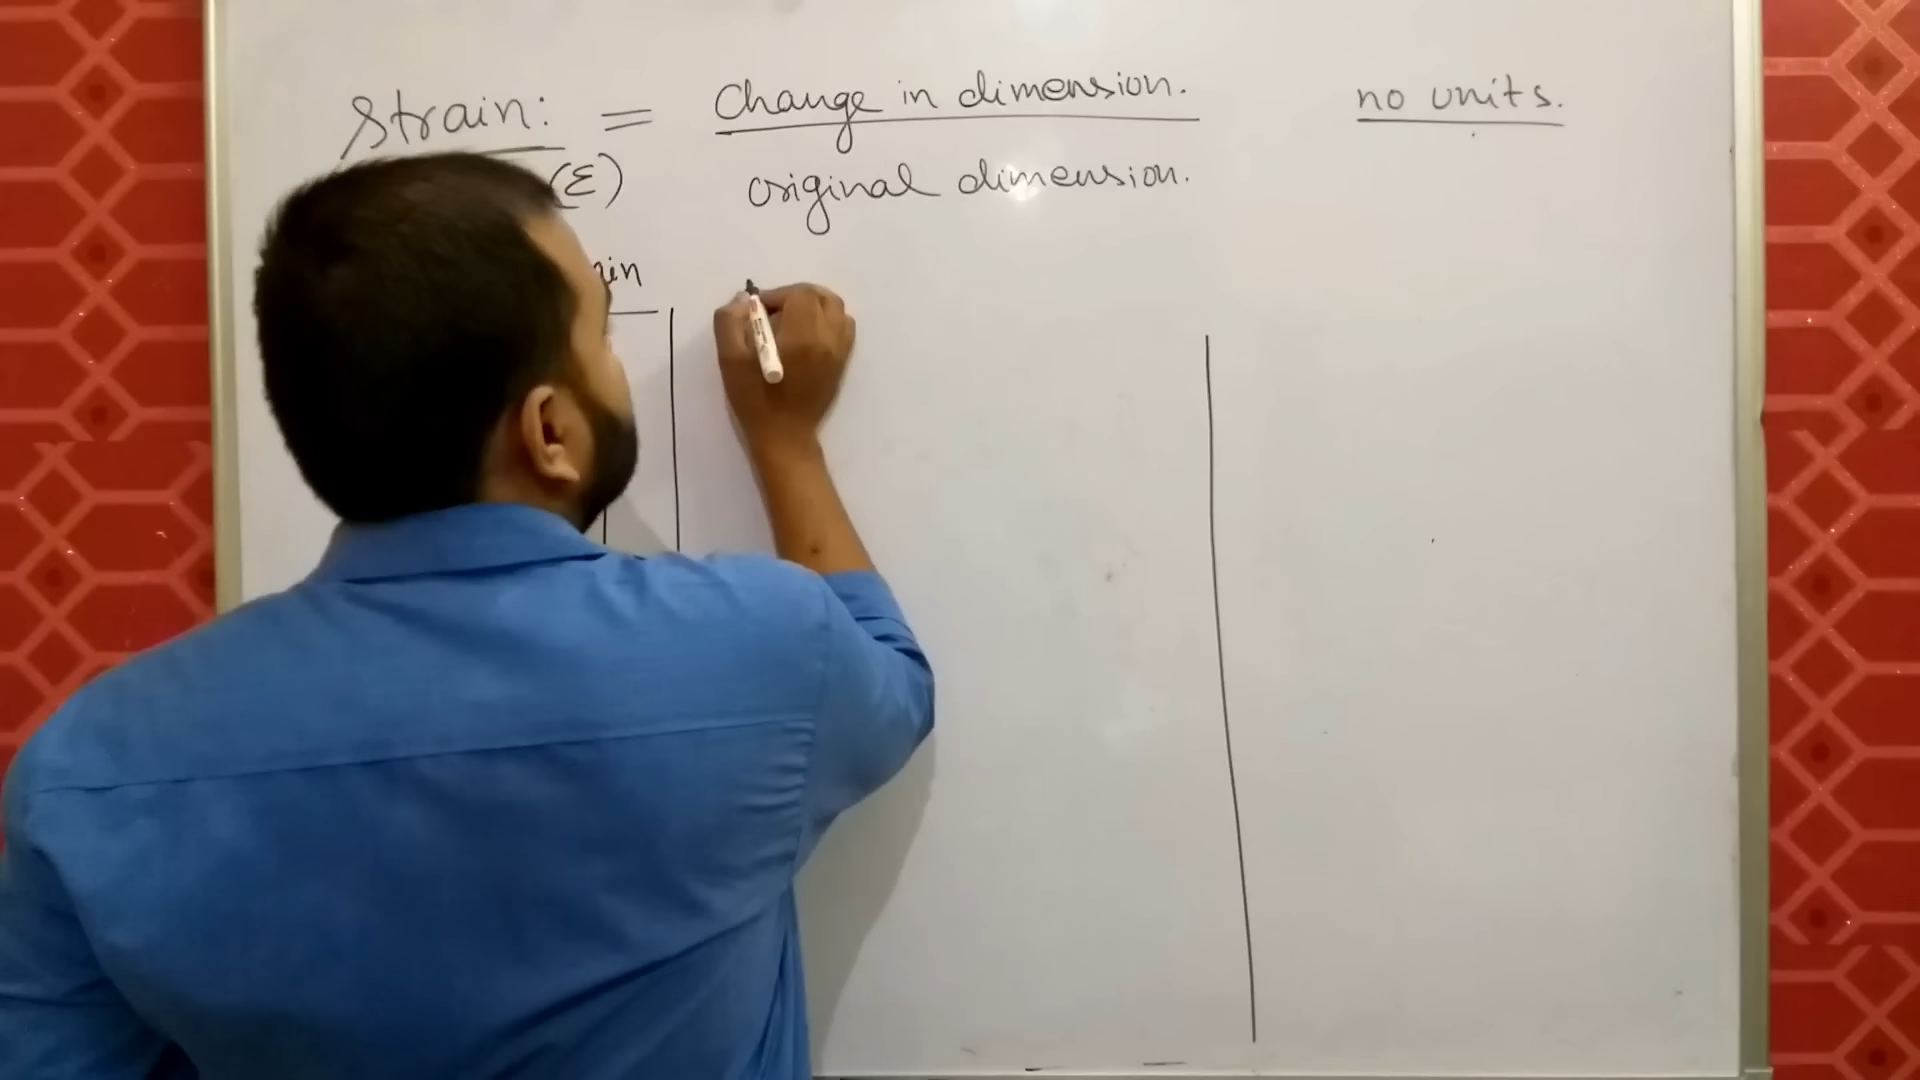 Strain: = Change in dimension. no units.
(ε) original dimension.